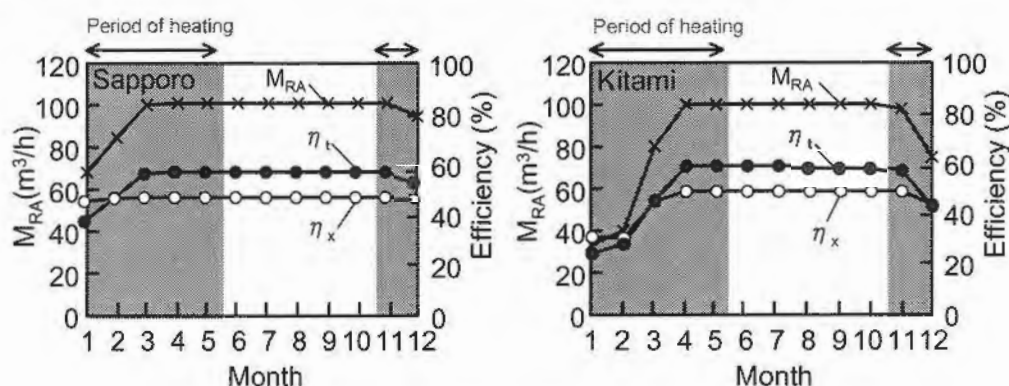 Period of heating
120
100
80
60
40
20
0
M_RA(m³/h)
Sapporo
M_RA
η_t
η_x
100
80
60
40
20
0
Efficiency (%)
1 2 3 4 5 6 7 8 9 10 11 12
Month
Period of heating
120
100
80
60
40
20
0
M_RA(m³/h)
Kitami
M_RA
η_t
η_x
100
80
60
40
20
0
Efficiency (%)
1 2 3 4 5 6 7 8 9 10 11 12
Month